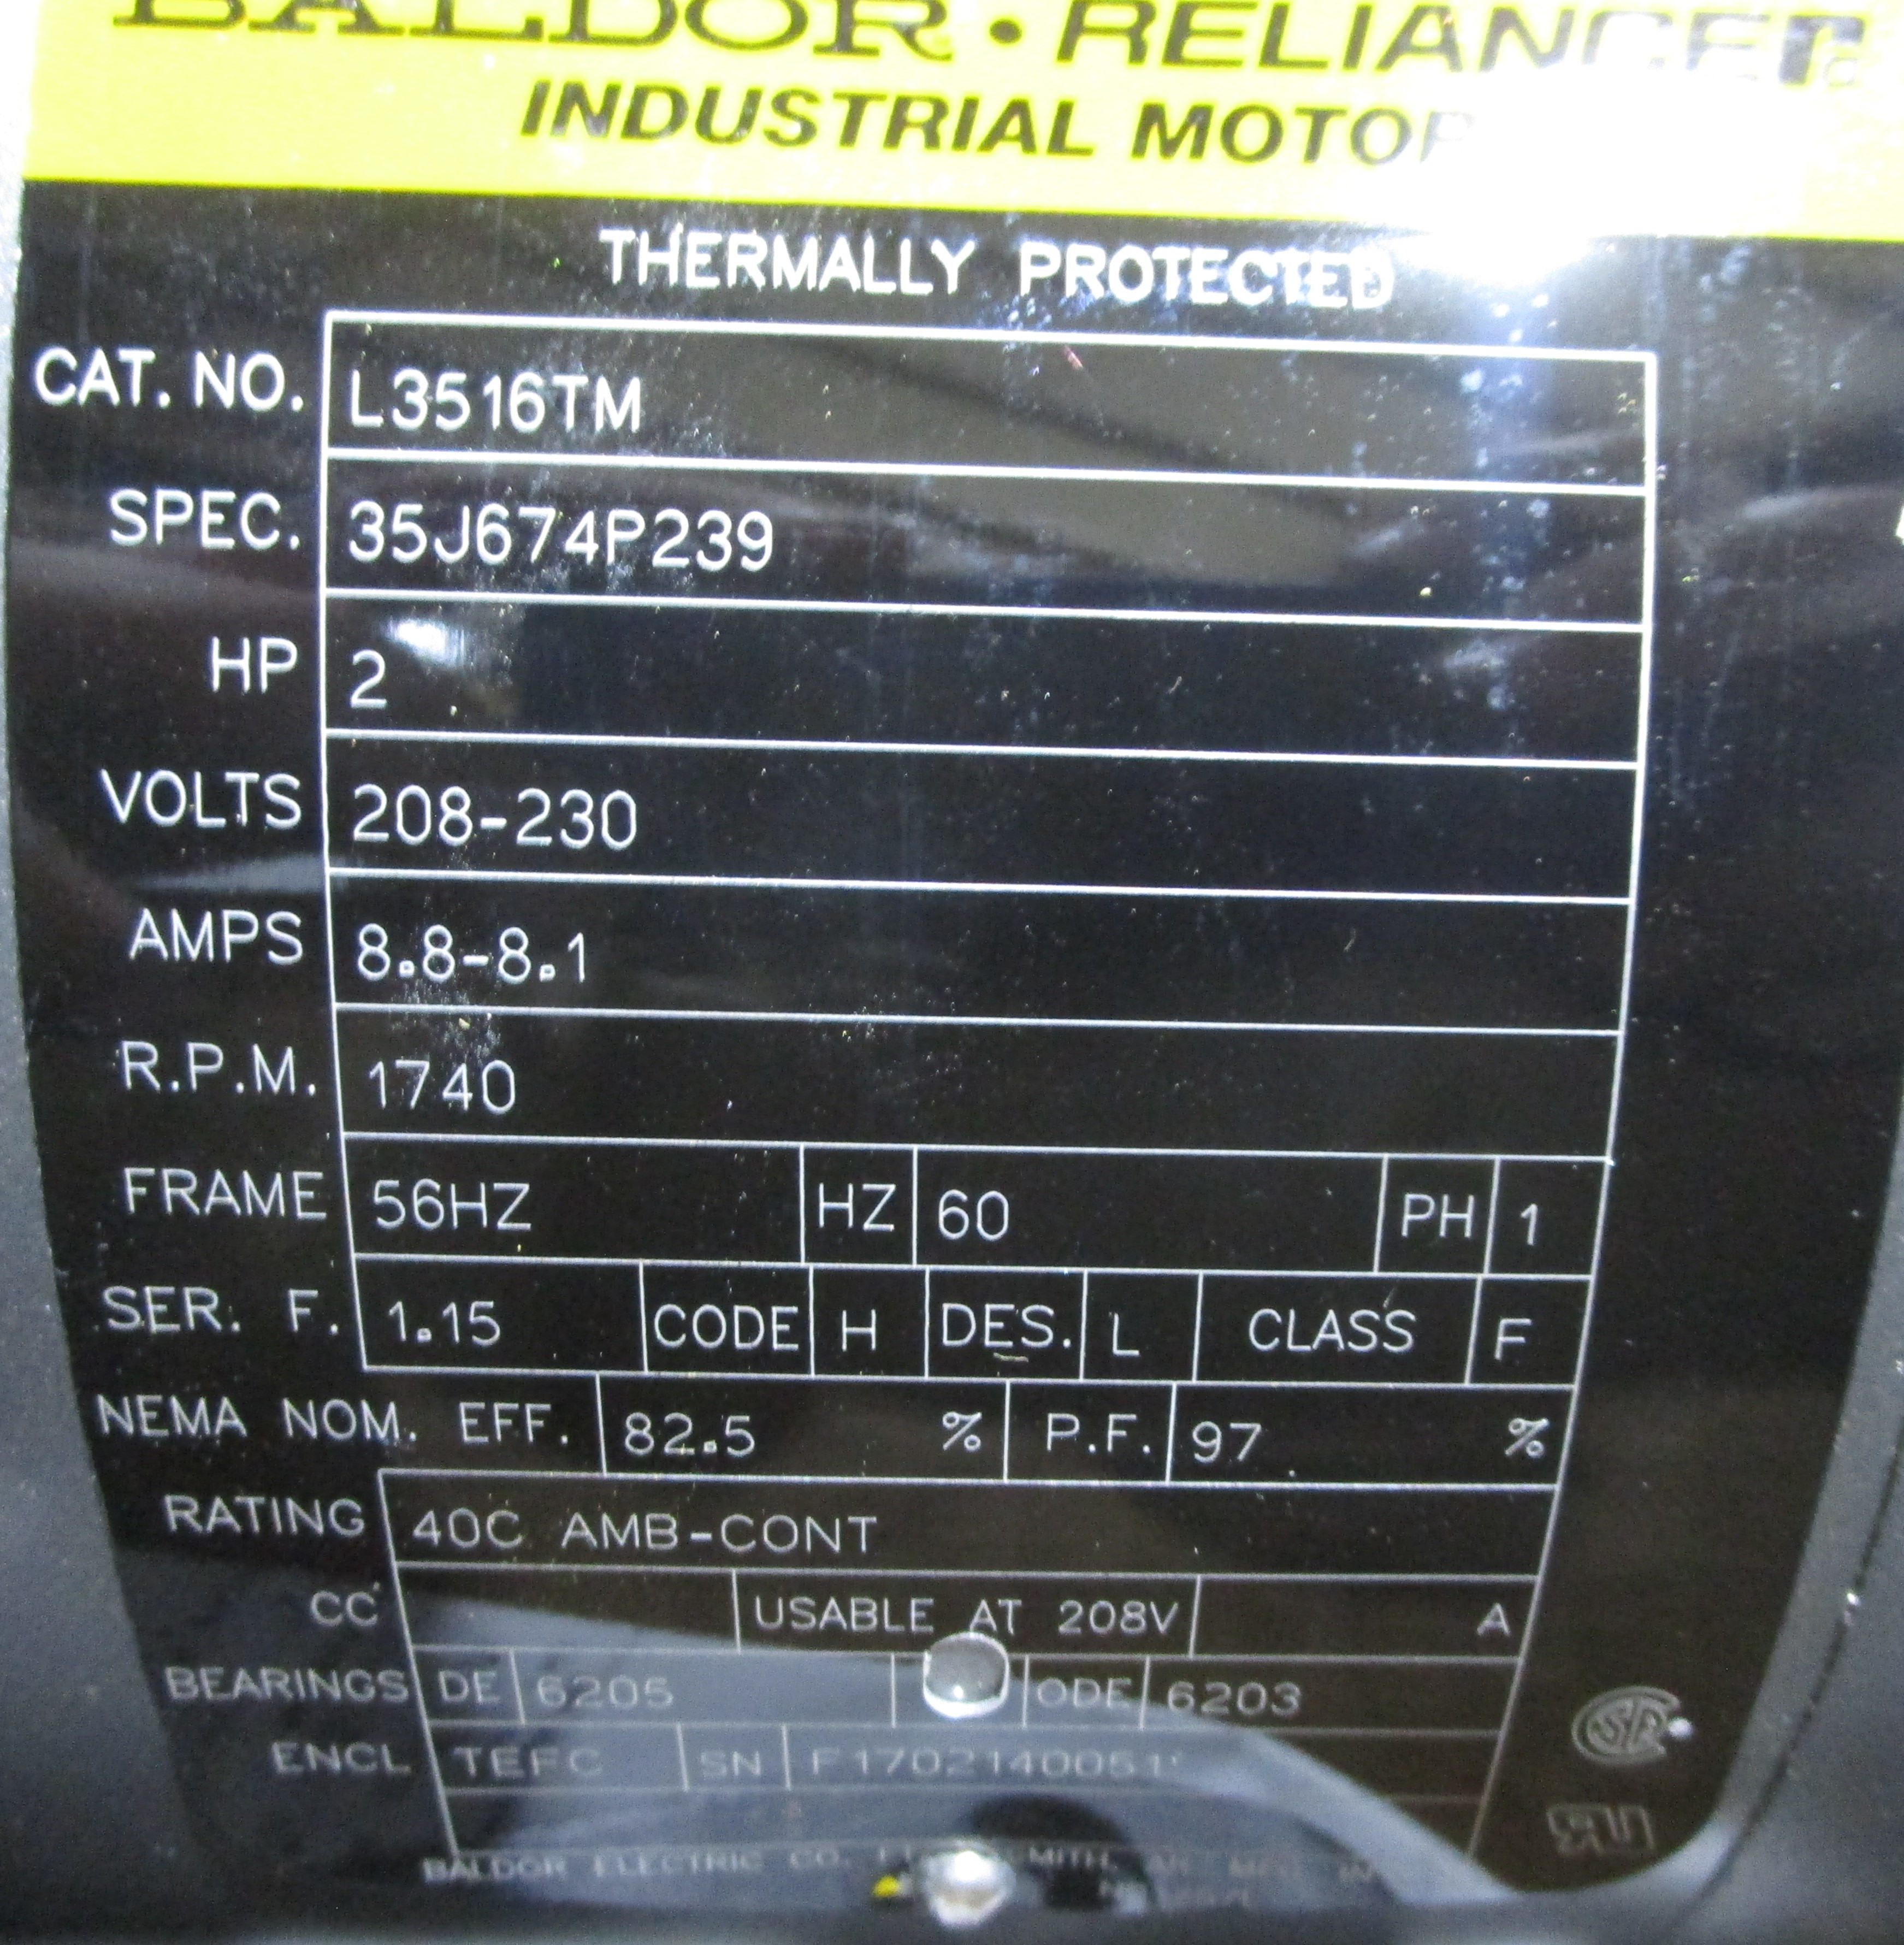 BALDOR · RELIANCER
INDUSTRIAL MOTOR
THERMALLY PROTECTED
CAT. NO. L3516TM
SPEC. 35J674P239
HP 2
VOLTS 208-230
AMPS 8.8-8.1
R.P.M. 1740
FRAME 56HZ HZ 60 PH 1
SER. F. 1.15 CODE H DES. L CLASS F
NEMA NOM. EFF. 82.5 % P.F. 97 %
RATING 40C AMB-CONT
CC USABLE AT 208V A
BEARINGS DE 6205 ODE 6203
ENCL TEFC SN
BALDOR ELECTRIC CO.